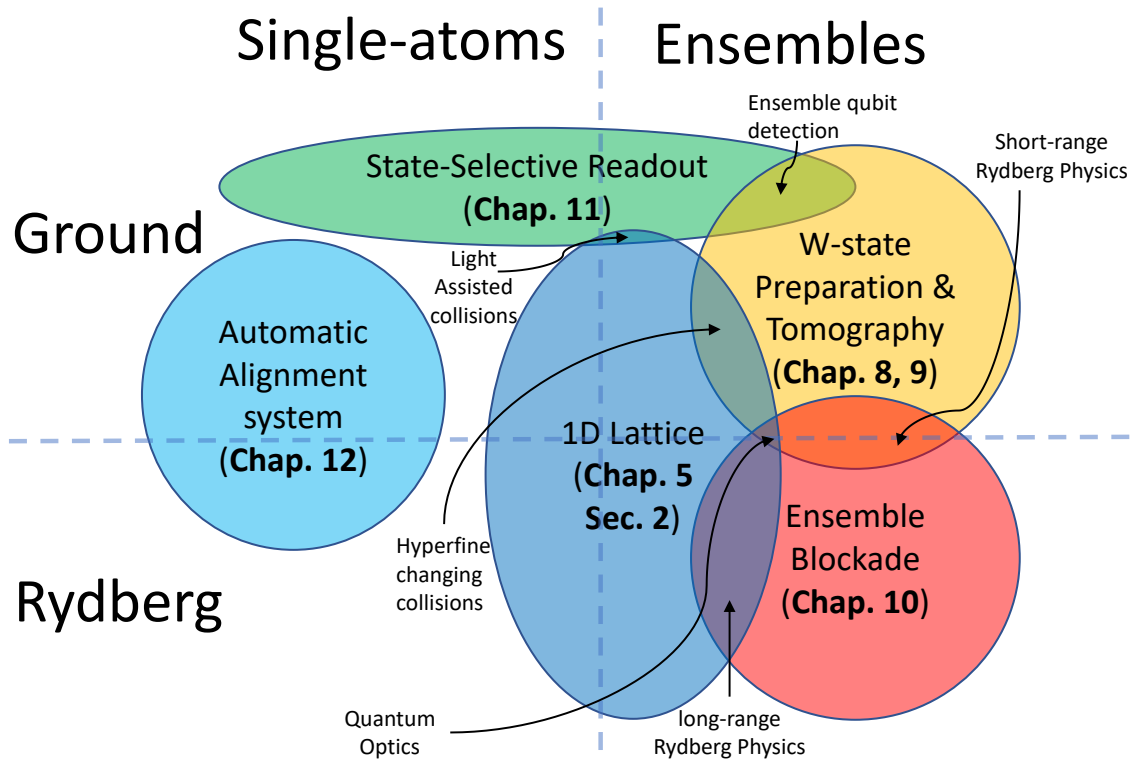 Single-atoms
Ensembles
Ensemble qubit
detection
Short-range
Rydberg Physics
State-Selective Readout
(Chap. 11)
Ground
Light
Assisted
collisions
W-state
Preparation &
Tomography
(Chap. 8, 9)
Automatic
Alignment
system
(Chap. 12)
1D Lattice
(Chap. 5
Sec. 2)
Hyperfine
changing
collisions
Ensemble
Blockade
(Chap. 10)
Rydberg
Quantum
Optics
long-range
Rydberg Physics